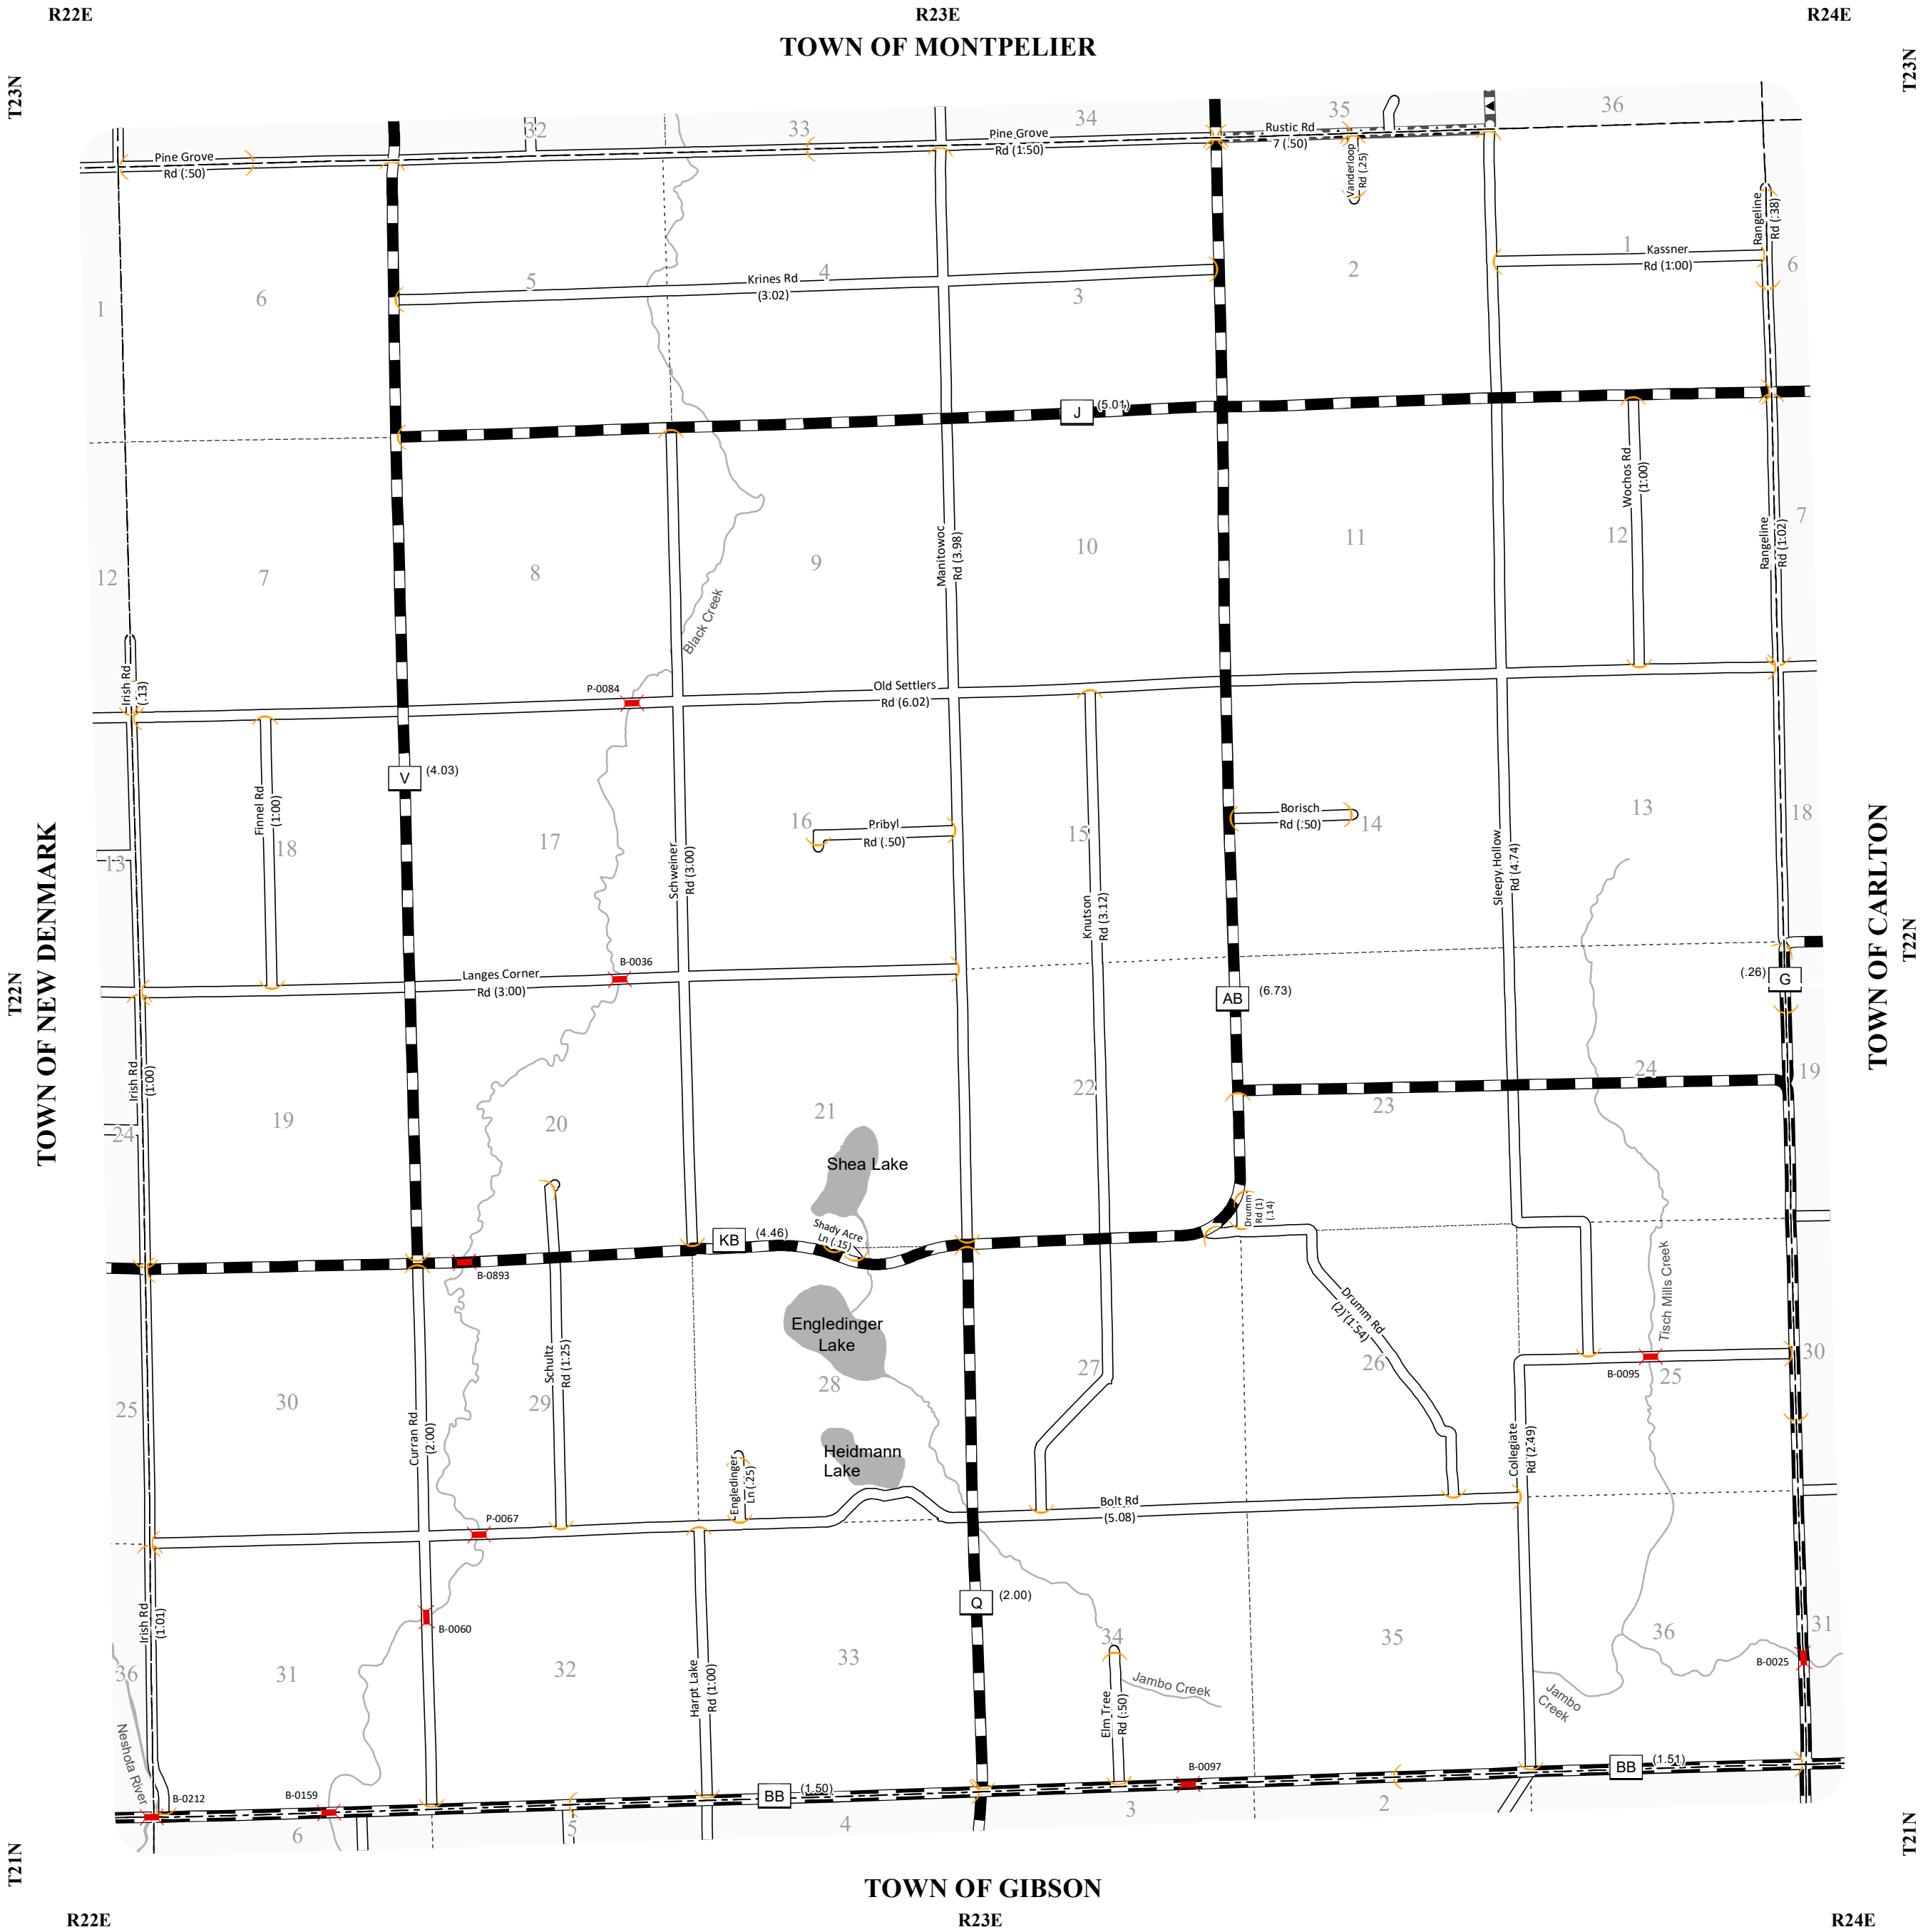 R22E
R23E
R24E
TOWN OF MONTPELIER
T23N
T23N
32
33
34
35
36
Pine Grove
Rd (.50)
Pine Grove
Rd (1.50)
Rustic Rd
7 (.50)
Vanderloop
Rd (.25)
Rangeline
Rd (.38)
1
6
5
4
3
2
1
6
Krines Rd
(3.02)
Kassner
Rd (1.00)
J
(5.01)
Wochos Rd
(1.00)
12
7
8
9
10
11
12
7
Manitowoc
Rd (3.98)
Rangeline
Rd (1.02)
Black Creek
Irish Rd
(.13)
P-0084
Old Settlers
Rd (6.02)
V
(4.03)
Finnel Rd
(1.00)
13
18
17
16
15
14
13
18
Pribyl
Rd (.50)
Borisch
Rd (.50)
Schweiner
Rd (3.00)
Knutson
Rd (3.12)
Sleepy Hollow
Rd (4.74)
TOWN OF NEW DENMARK
TOWN OF CARLTON
T22N
T22N
Langes Corner
Rd (3.00)
B-0036
AB
(6.73)
(.26)
G
Irish Rd
(1.00)
24
19
20
21
22
23
24
19
Shea Lake
Shady Acre
Ln (.15)
KB
(4.46)
Drumm
Rd (1)
(.14)
B-0893
Engledinger
Lake
Drumm Rd
(2) (1.54)
Tisch Mills Creek
B-0095
Schultz
Rd (1.25)
25
30
29
28
27
26
25
30
Curran Rd
(2.00)
Heidmann
Lake
Engledinger
Ln (.25)
Collegiate
Rd (2.49)
Bolt Rd
(5.08)
P-0067
Q
(2.00)
Irish Rd
(1.01)
B-0060
36
31
32
33
34
35
36
31
Harpt Lake
Rd (1.00)
Elm Tree
Rd (.50)
Jambo Creek
Jambo
Creek
B-0025
Neshota River
B-0212
B-0159
BB
(1.50)
B-0097
BB
(1.51)
6
5
4
3
2
T21N
T21N
TOWN OF GIBSON
R22E
R23E
R24E